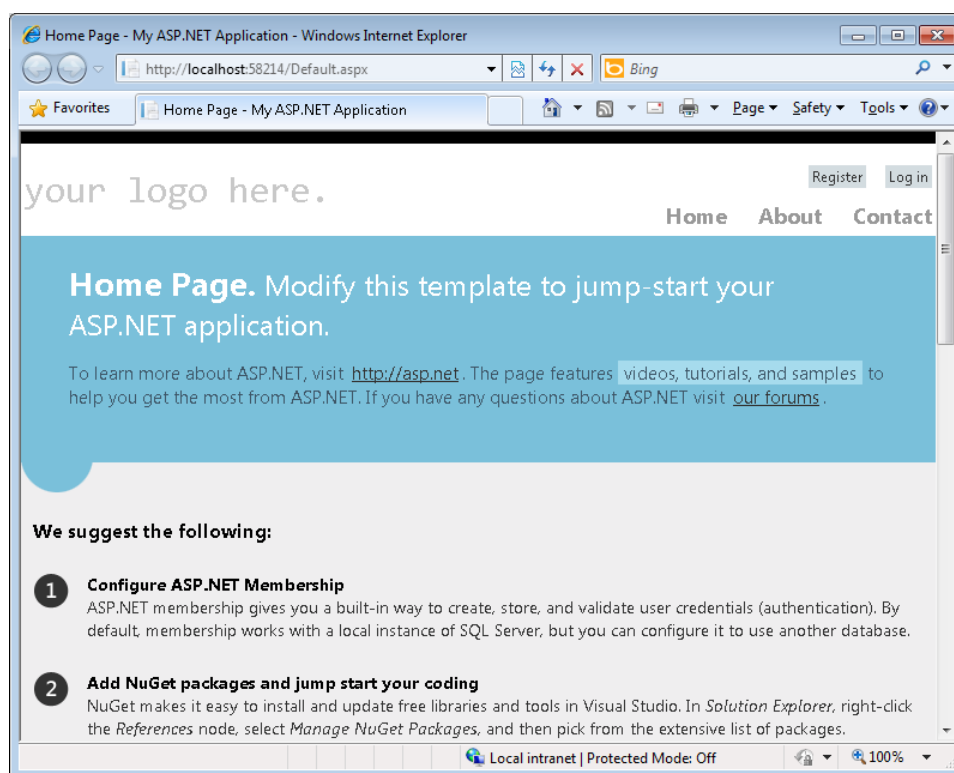 Home Page - My ASP.NET Application - Windows Internet Explorer
http://localhost:58214/Default.aspx
Bing
Favorites
Home Page - My ASP.NET Application
Page
Safety
Tools
Register
Log in
your logo here.
Home
About
Contact
Home Page. Modify this template to jump-start your
ASP.NET application.
To learn more about ASP.NET, visit http://asp.net. The page features videos, tutorials, and samples to
help you get the most from ASP.NET. If you have any questions about ASP.NET visit our forums.
We suggest the following:
1
Configure ASP.NET Membership
ASP.NET membership gives you a built-in way to create, store, and validate user credentials (authentication). By
default, membership works with a local instance of SQL Server, but you can configure it to use another database.
2
Add NuGet packages and jump start your coding
NuGet makes it easy to install and update free libraries and tools in Visual Studio. In Solution Explorer, right-click
the References node, select Manage NuGet Packages, and then pick from the extensive list of packages.
Local intranet | Protected Mode: Off
100%